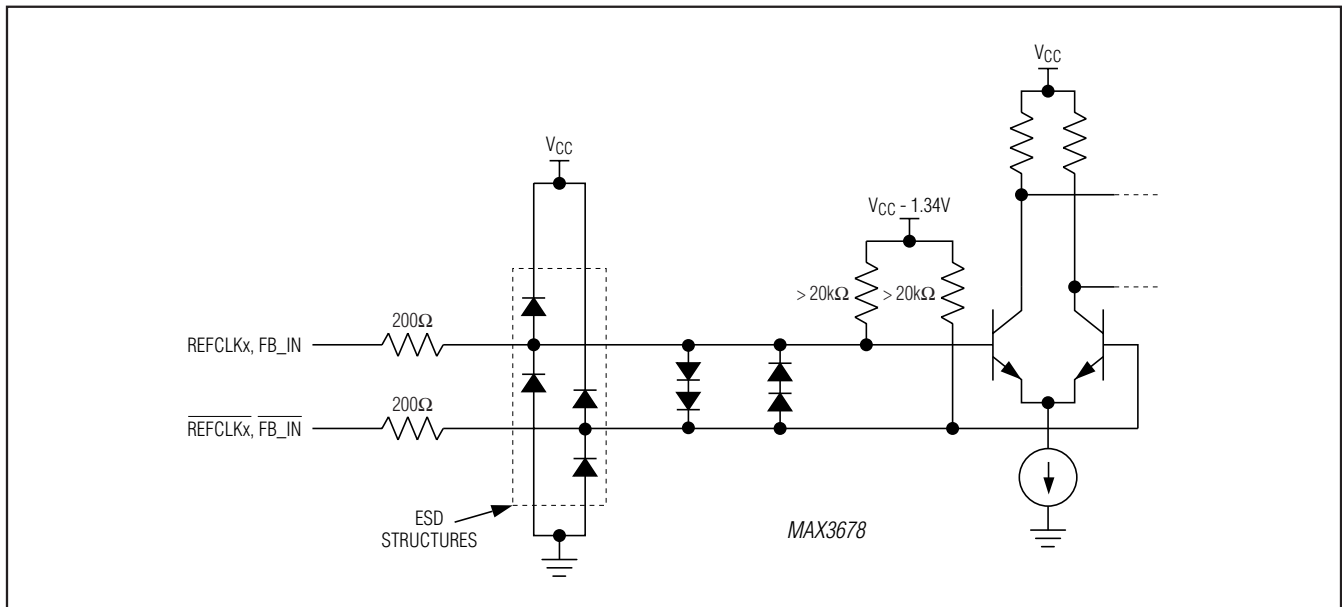 VCC
VCC
VCC - 1.34V
> 20kΩ > 20kΩ
200Ω
REFCLKx, FB_IN
200Ω
REFCLKx, FB_IN
ESD
STRUCTURES
MAX3678